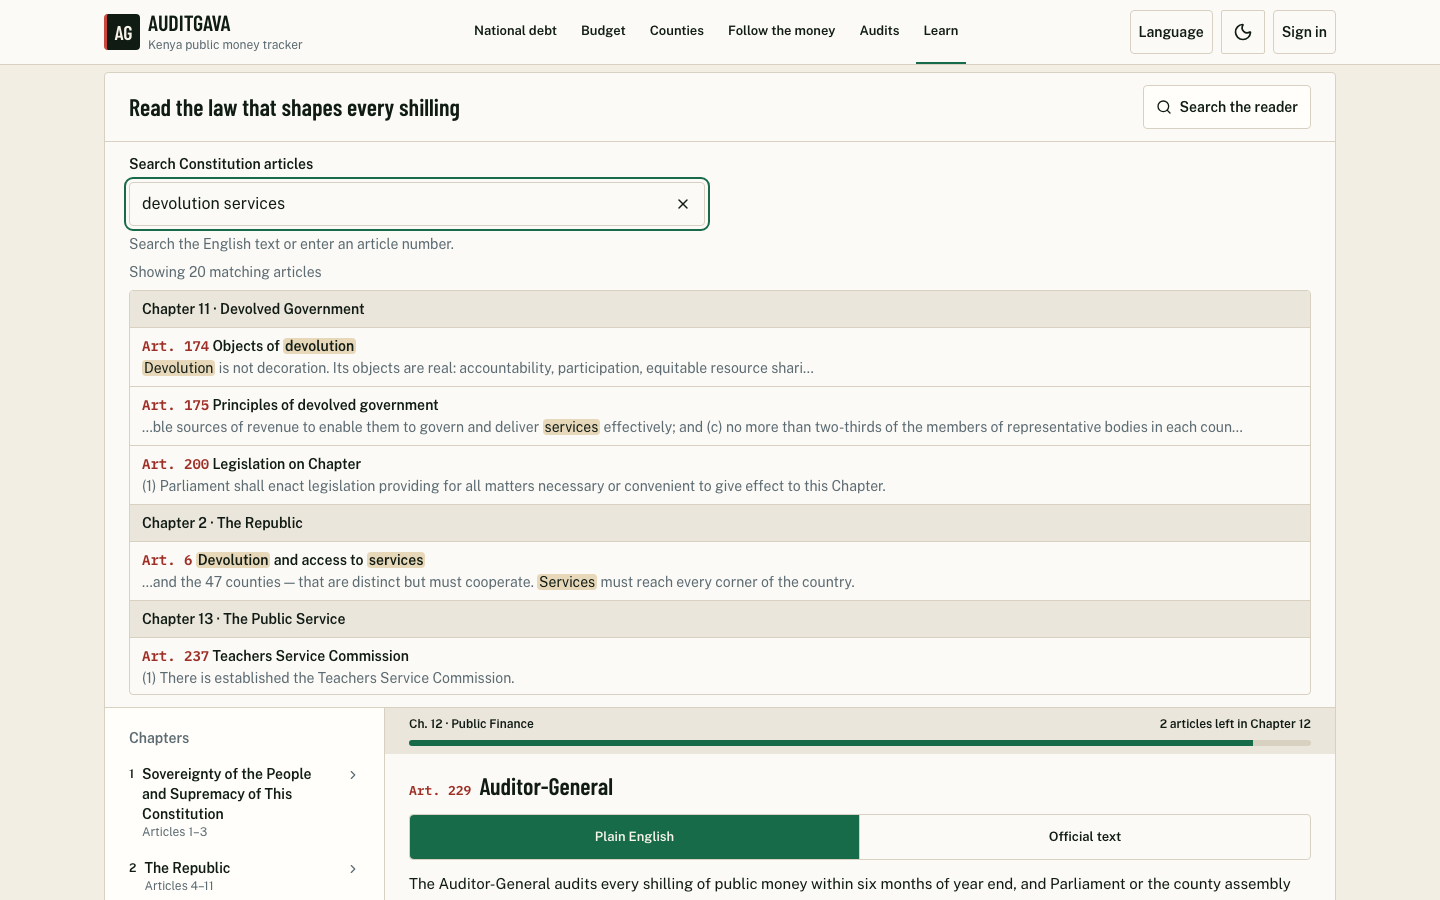 AG
AUDITGAVA
Kenya public money tracker
National debt
Budget
Counties
Follow the money
Audits
Learn
Language
Sign in
Read the law that shapes every shilling
Search the reader
Search Constitution articles
devolution services
Search the English text or enter an article number.
Showing 20 matching articles
Chapter 11 · Devolved Government
Art. 174 Objects of devolution
Devolution is not decoration. Its objects are real: accountability, participation, equitable resource shari…
Art. 175 Principles of devolved government
…ble sources of revenue to enable them to govern and deliver services effectively; and (c) no more than two-thirds of the members of representative bodies in each coun…
Art. 200 Legislation on Chapter
(1) Parliament shall enact legislation providing for all matters necessary or convenient to give effect to this Chapter.
Chapter 2 · The Republic
Art. 6 Devolution and access to services
…and the 47 counties — that are distinct but must cooperate. Services must reach every corner of the country.
Chapter 13 · The Public Service
Art. 237 Teachers Service Commission
(1) There is established the Teachers Service Commission.
Chapters
1 Sovereignty of the People
and Supremacy of This
Constitution
Articles 1–3
2 The Republic
Articles 4–11
Ch. 12 · Public Finance
2 articles left in Chapter 12
Art. 229 Auditor-General
Plain English
Official text
The Auditor-General audits every shilling of public money within six months of year end, and Parliament or the county assembly